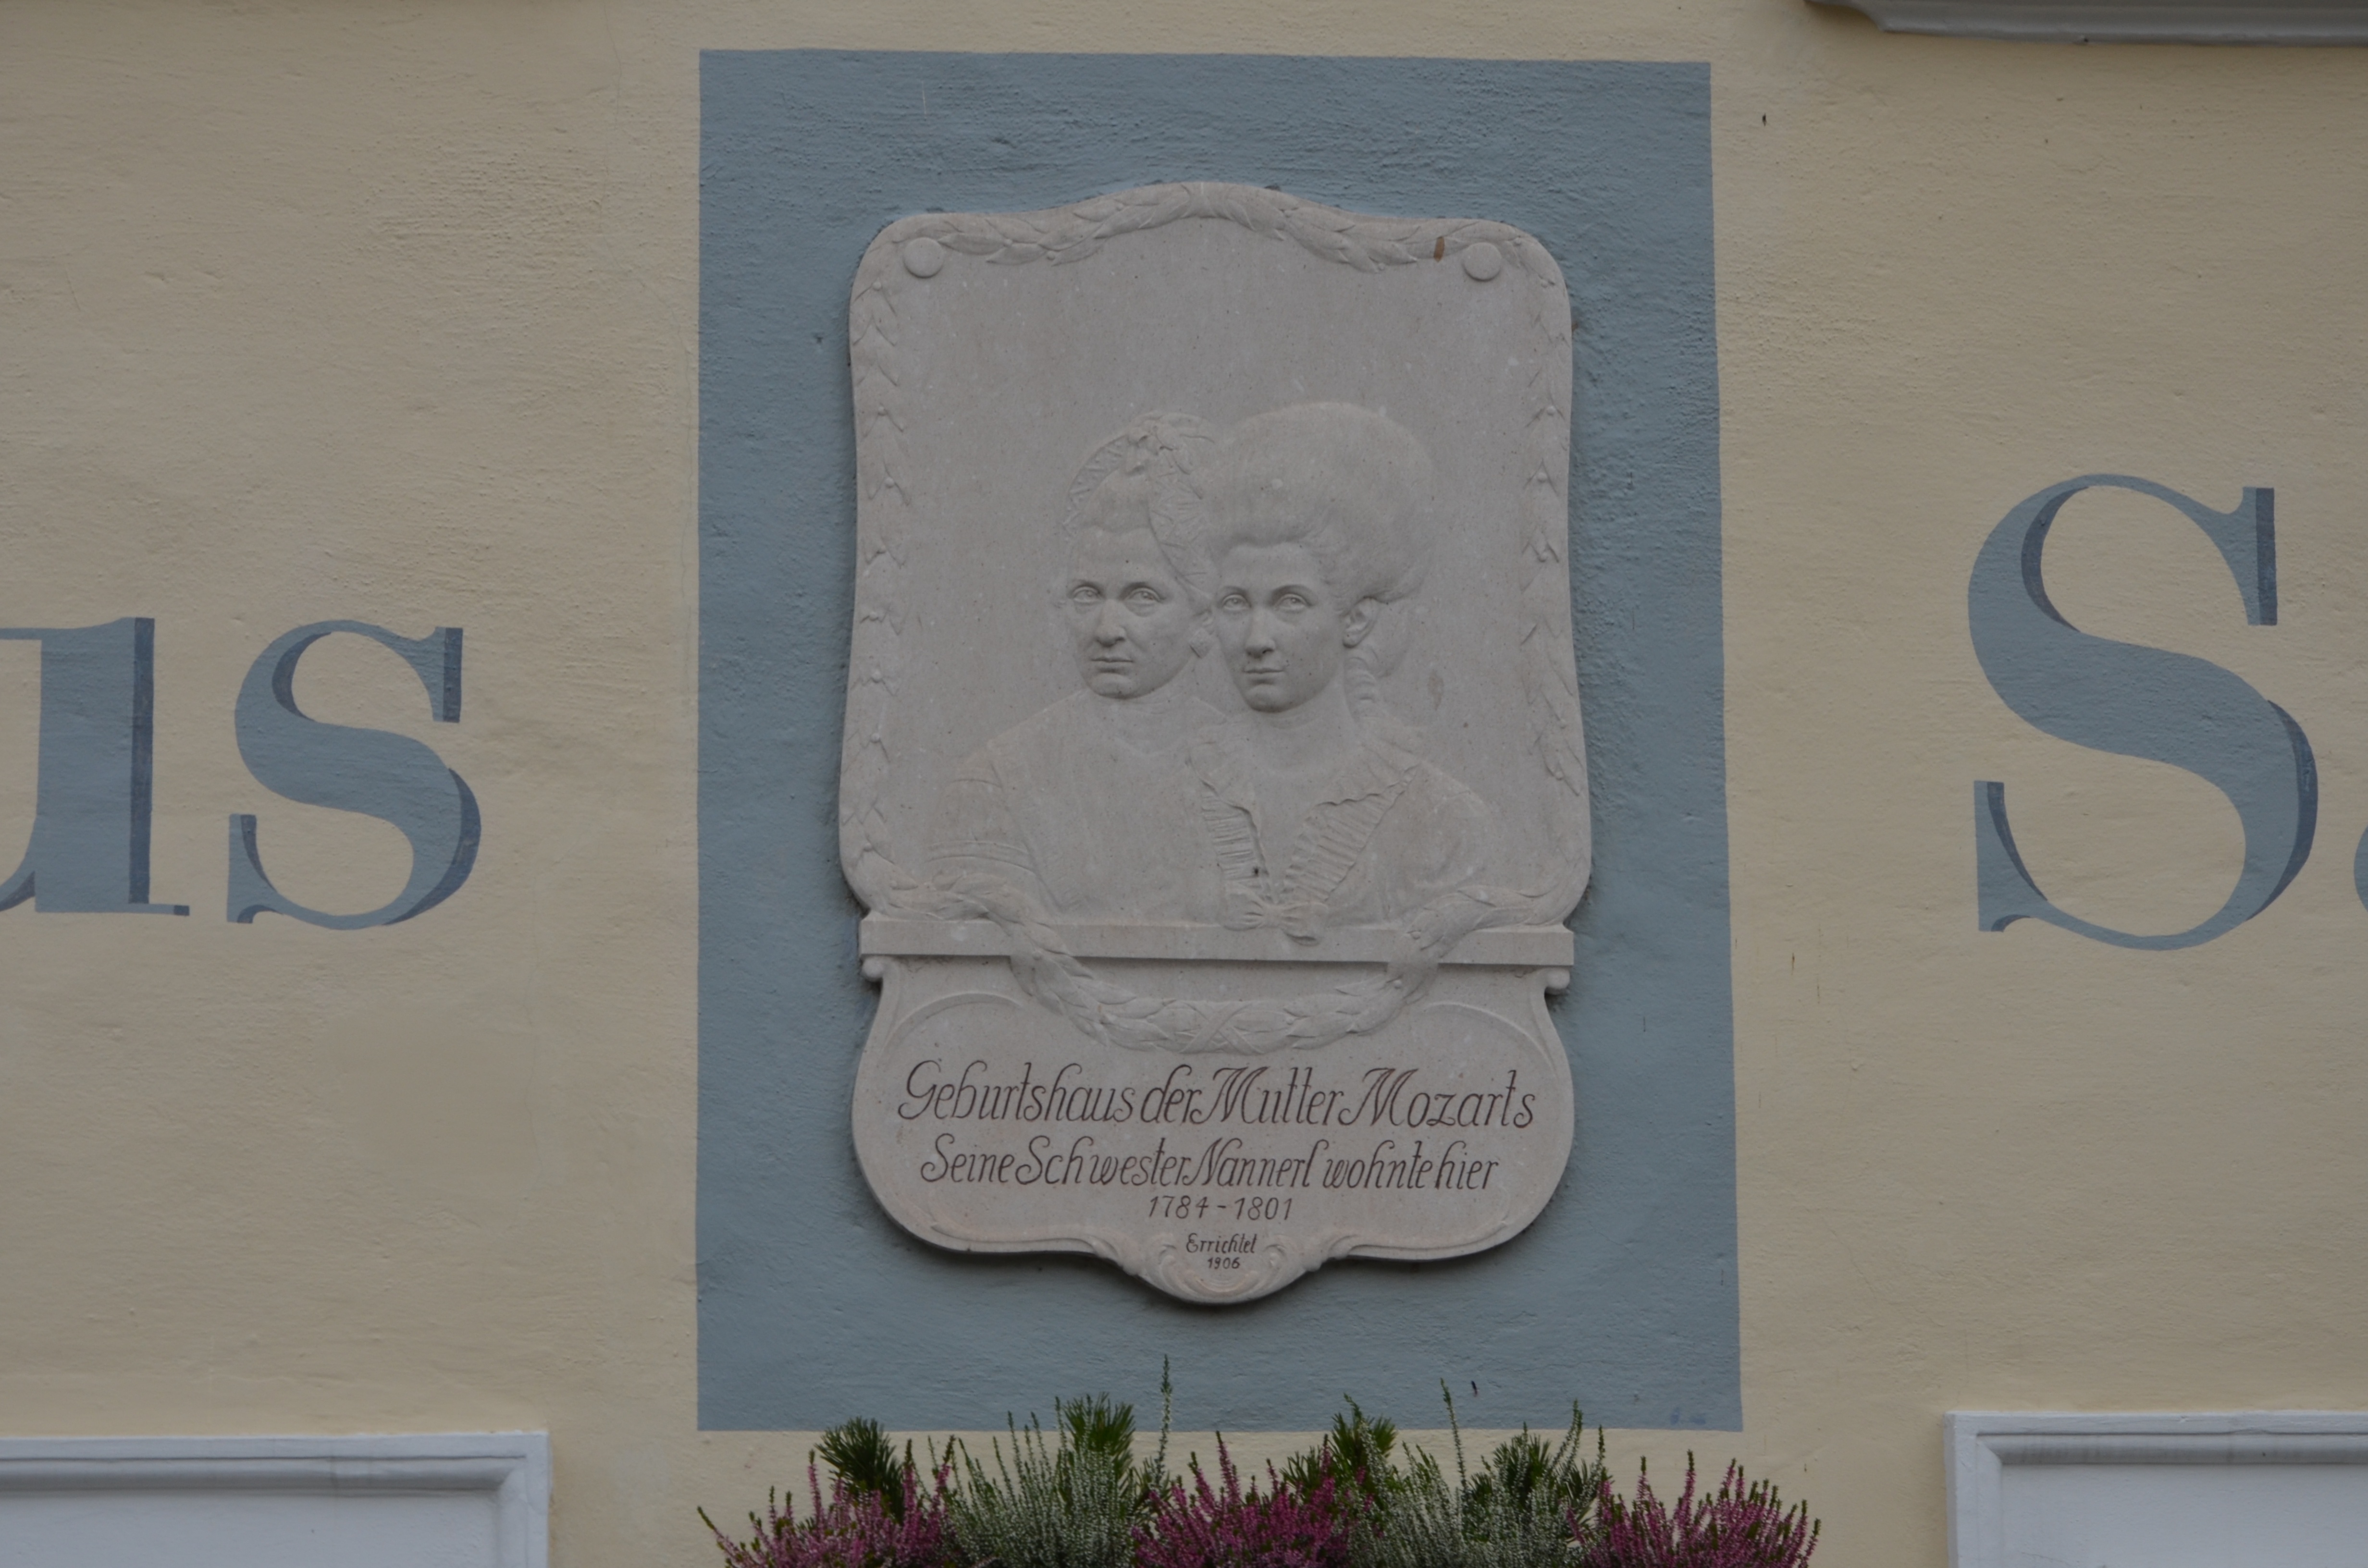 us
S
Geburtshaus der Mutter Mozarts
Seine Schwester Nannerl wohnte hier
1784-1801
Errichtet
1906